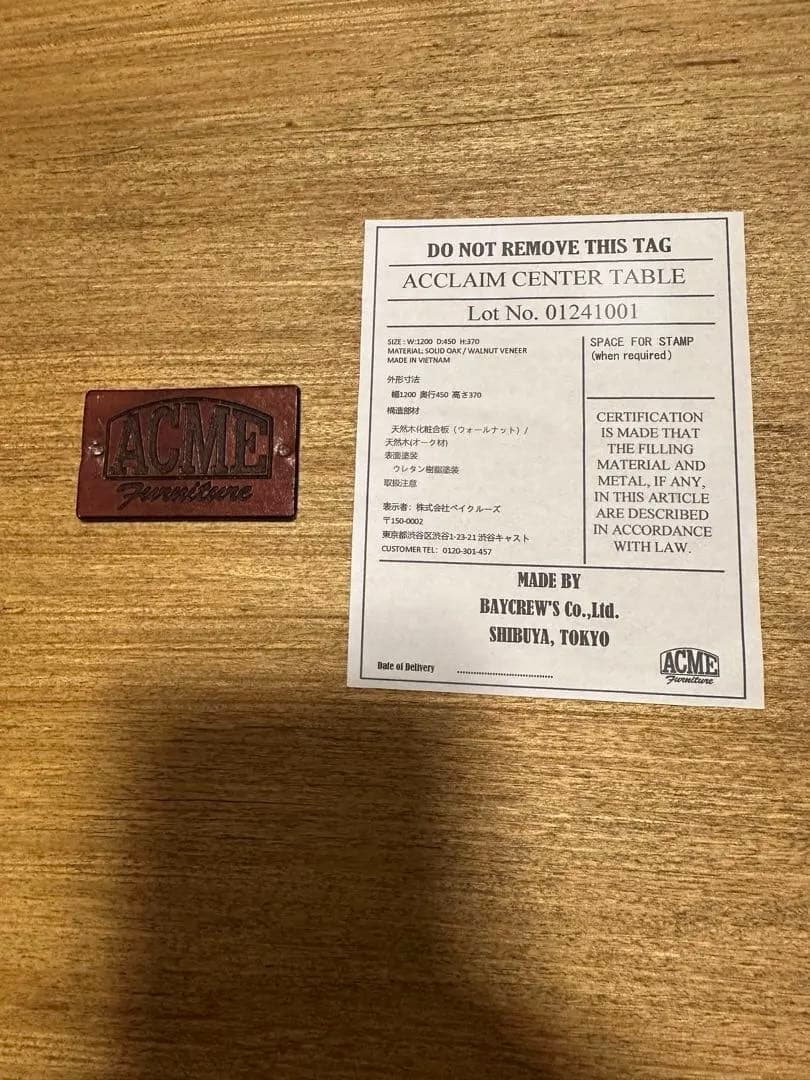 ACME
Furniture
DO NOT REMOVE THIS TAG
ACCLAIM CENTER TABLE
Lot No. 01241001
SIZE : W:1200 D:450 H:370
MATERIAL: SOLID OAK / WALNUT VENEER
MADE IN VIETNAM
外形寸法
幅1200 奥行450 高さ370
構造部材
天然木化粧合板（ウォールナット）/
天然木(オーク材)
表面塗装
ウレタン樹脂塗装
取扱注意
表示者：株式会社ベイクルーズ
〒150-0002
東京都渋谷区渋谷1-23-21 渋谷キャスト
CUSTOMER TEL：0120-301-457
SPACE FOR STAMP
(when required)
CERTIFICATION
IS MADE THAT
THE FILLING
MATERIAL AND
METAL, IF ANY,
IN THIS ARTICLE
ARE DESCRIBED
IN ACCORDANCE
WITH LAW.
MADE BY
BAYCREW'S Co.,Ltd.
SHIBUYA, TOKYO
Date of Delivery
ACME
Furniture